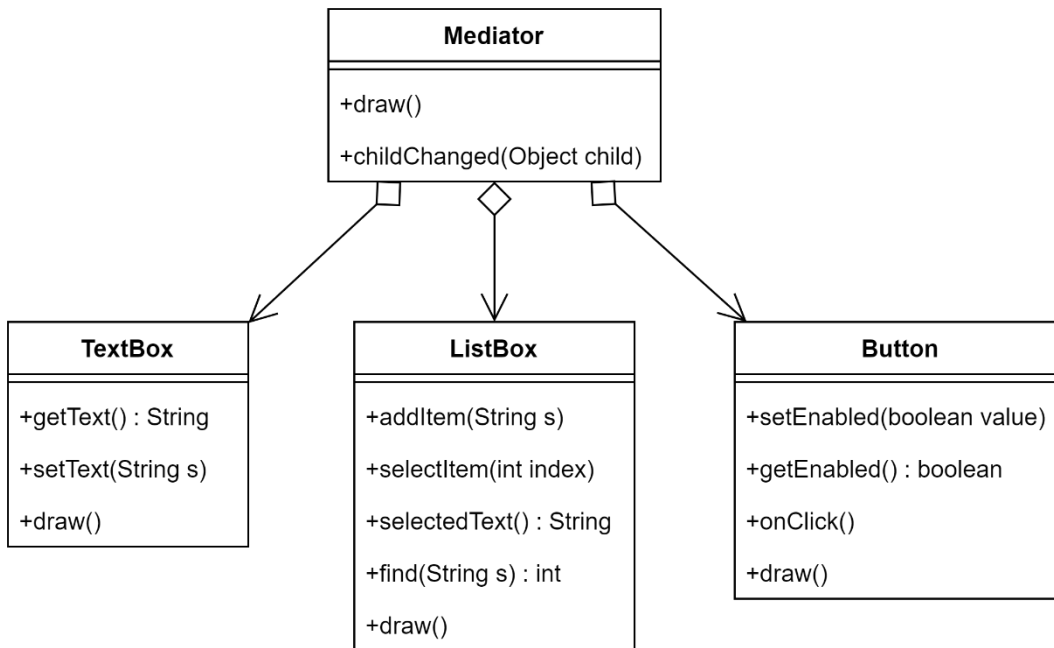 Mediator
+draw()
+childChanged(Object child)
TextBox
+getText() : String
+setText(String s)
+draw()
ListBox
+addItem(String s)
+selectItem(int index)
+selectedText() : String
+find(String s) : int
+draw()
Button
+setEnabled(boolean value)
+getEnabled() : boolean
+onClick()
+draw()